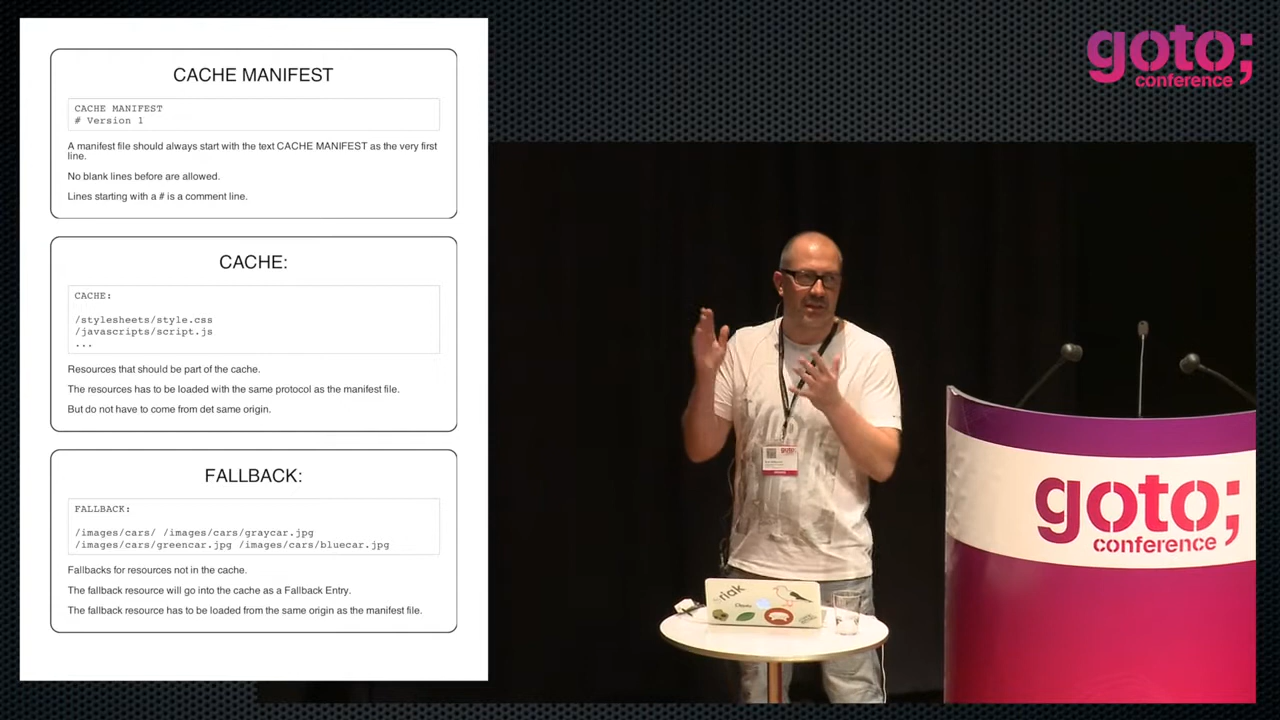 CACHE MANIFEST
CACHE MANIFEST
# Version 1
A manifest file should always start with the text CACHE MANIFEST as the very first
line.
No blank lines before are allowed.
Lines starting with a # is a comment line.
CACHE:
CACHE:
/stylesheets/style.css
/javascripts/script.js
...
Resources that should be part of the cache.
The resources has to be loaded with the same protocol as the manifest file.
But do not have to come from det same origin.
FALLBACK:
FALLBACK:
/images/cars/ /images/cars/graycar.jpg
/images/cars/greencar.jpg /images/cars/bluecar.jpg
Fallbacks for resources not in the cache.
The fallback resource will go into the cache as a Fallback Entry.
The fallback resource has to be loaded from the same origin as the manifest file.
goto;
conference
goto;
riak
goto;
conference